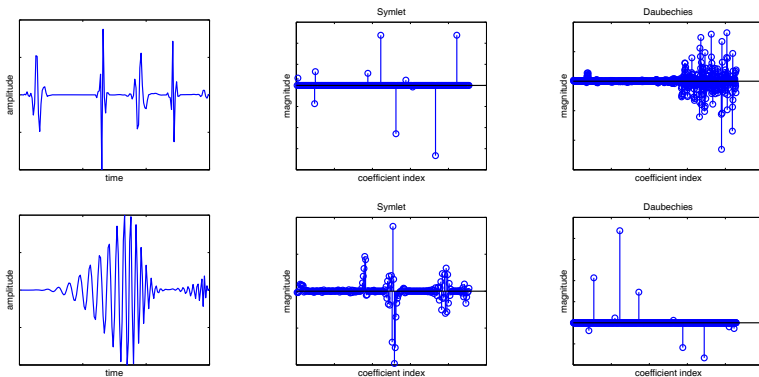 Symlet
Daubechies
amplitude
magnitude
magnitude
time
coefficient index
coefficient index
Symlet
Daubechies
amplitude
magnitude
magnitude
time
coefficient index
coefficient index